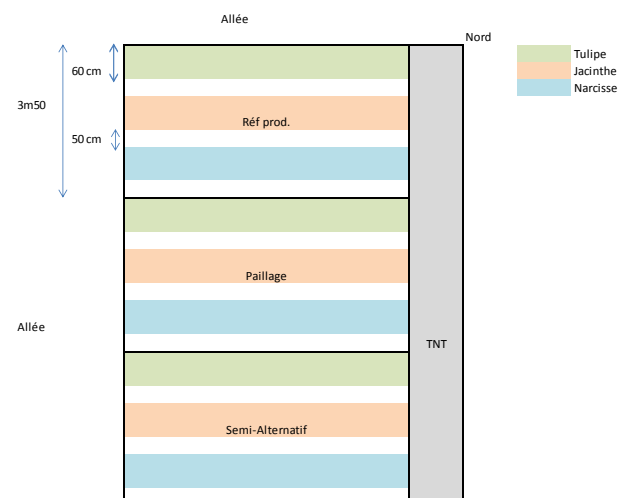 Allée
Nord
Tulipe
Jacinthe
Narcisse
60 cm
3m50
Réf prod.
50 cm
Paillage
Allée
TNT
Semi-Alternatif